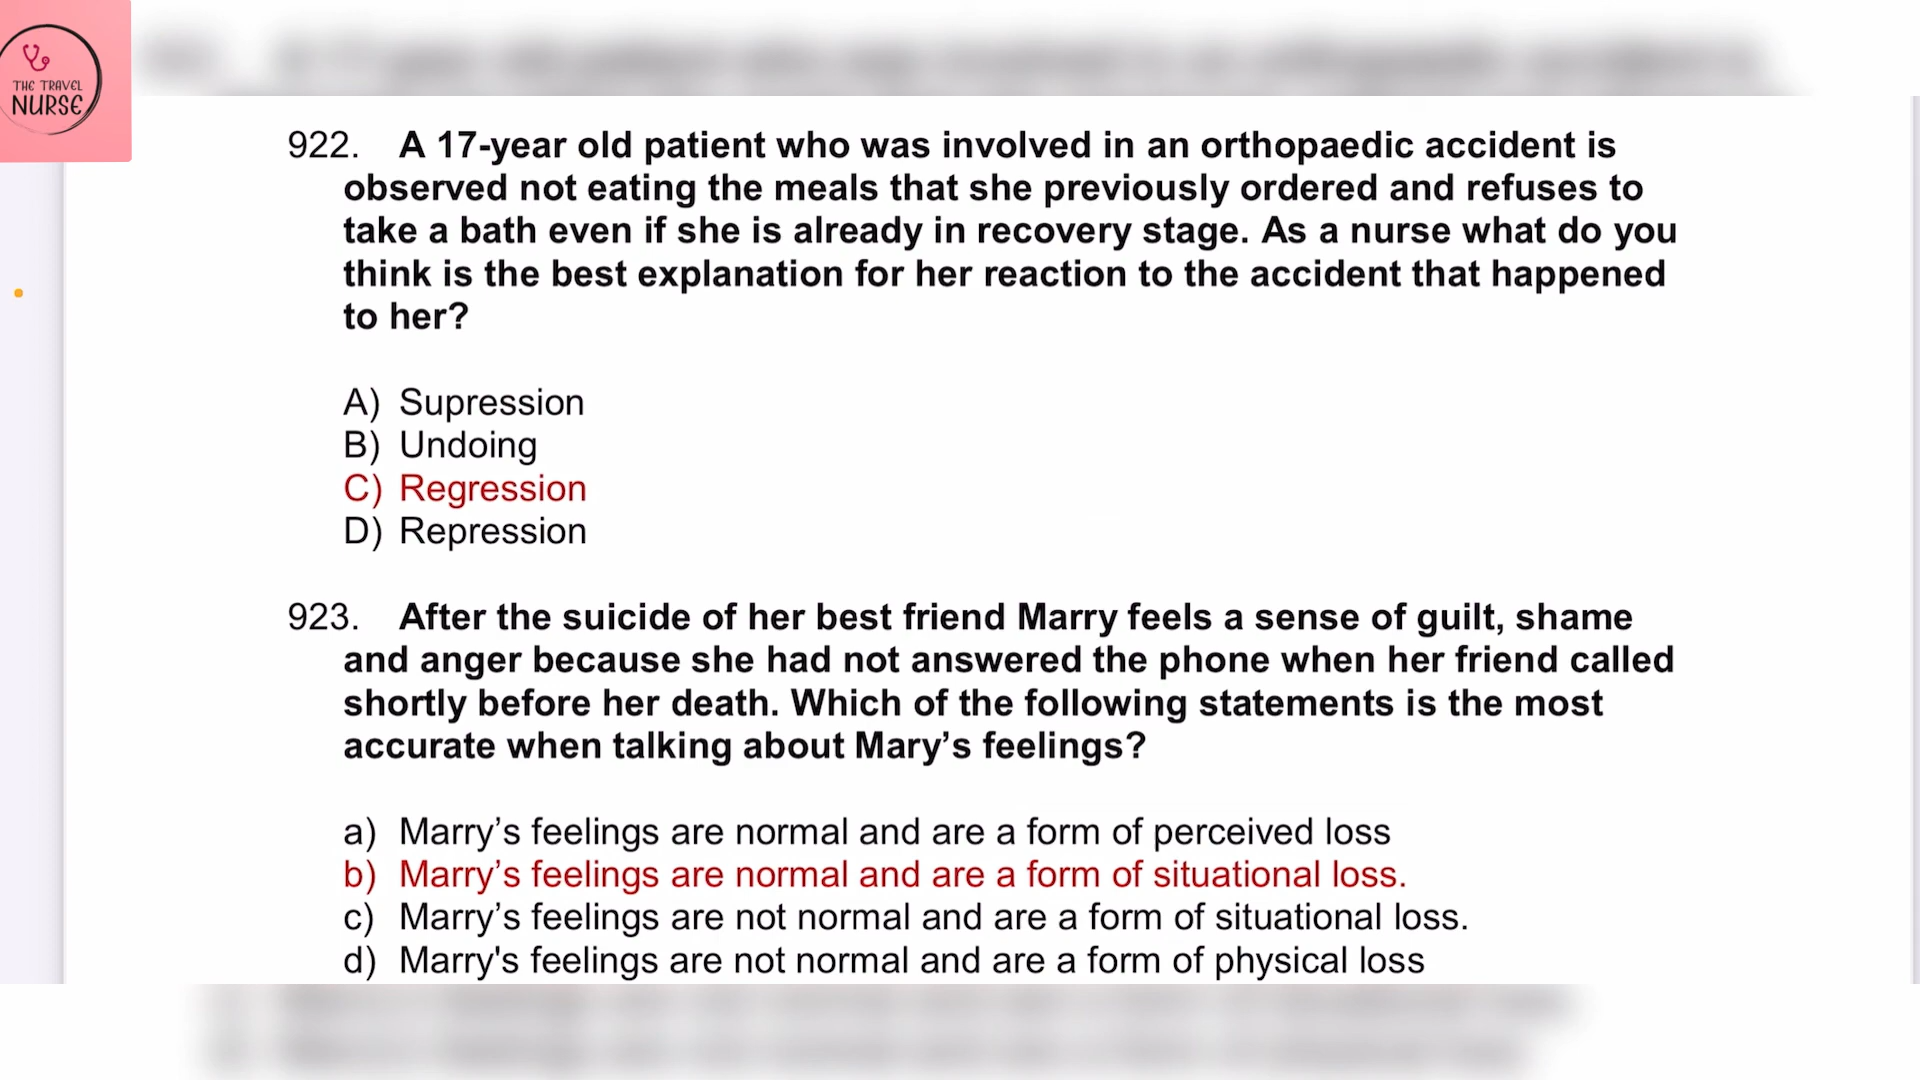 THE TRAVEL
NURSE
922. A 17-year old patient who was involved in an orthopaedic accident is
observed not eating the meals that she previously ordered and refuses to
take a bath even if she is already in recovery stage. As a nurse what do you
think is the best explanation for her reaction to the accident that happened
to her?
A) Supression
B) Undoing
C) Regression
D) Repression
923. After the suicide of her best friend Marry feels a sense of guilt, shame
and anger because she had not answered the phone when her friend called
shortly before her death. Which of the following statements is the most
accurate when talking about Mary’s feelings?
a) Marry’s feelings are normal and are a form of perceived loss
b) Marry’s feelings are normal and are a form of situational loss.
c) Marry’s feelings are not normal and are a form of situational loss.
d) Marry's feelings are not normal and are a form of physical loss